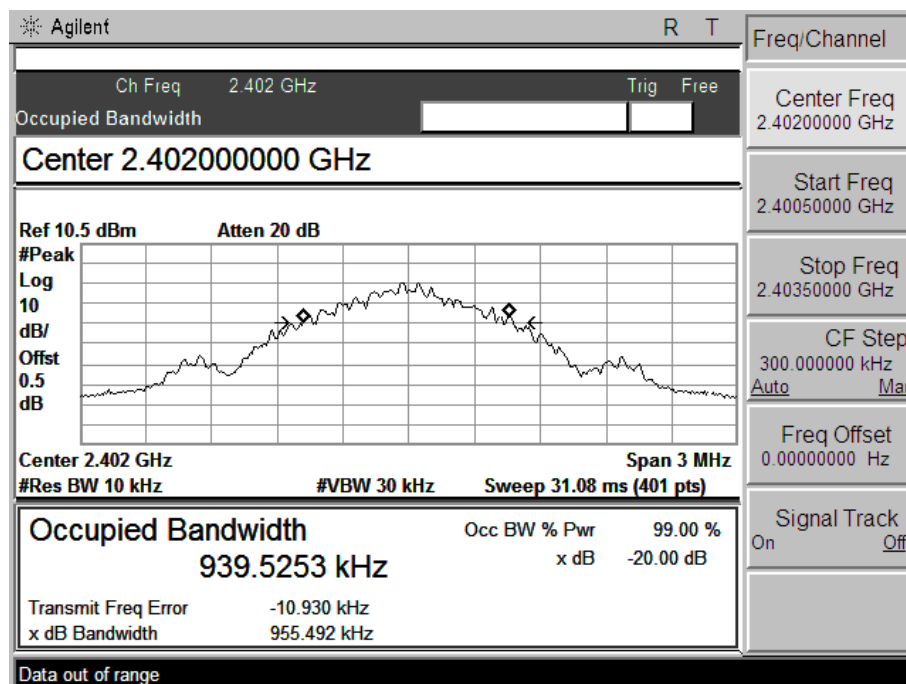 Agilent R T
Ch Freq 2.402 GHz Trig Free
Occupied Bandwidth
Center 2.402000000 GHz
Ref 10.5 dBm Atten 20 dB
#Peak
Log
10
dB/
Offst
0.5
dB
Center 2.402 GHz Span 3 MHz
#Res BW 10 kHz #VBW 30 kHz Sweep 31.08 ms (401 pts)
Occupied Bandwidth
939.5253 kHz
Occ BW % Pwr 99.00 %
x dB -20.00 dB
Transmit Freq Error -10.930 kHz
x dB Bandwidth 955.492 kHz
Data out of range
Freq/Channel
Center Freq
2.40200000 GHz
Start Freq
2.40050000 GHz
Stop Freq
2.40350000 GHz
CF Step
300.000000 kHz
Auto Ma
Freq Offset
0.00000000 Hz
Signal Track
On Off